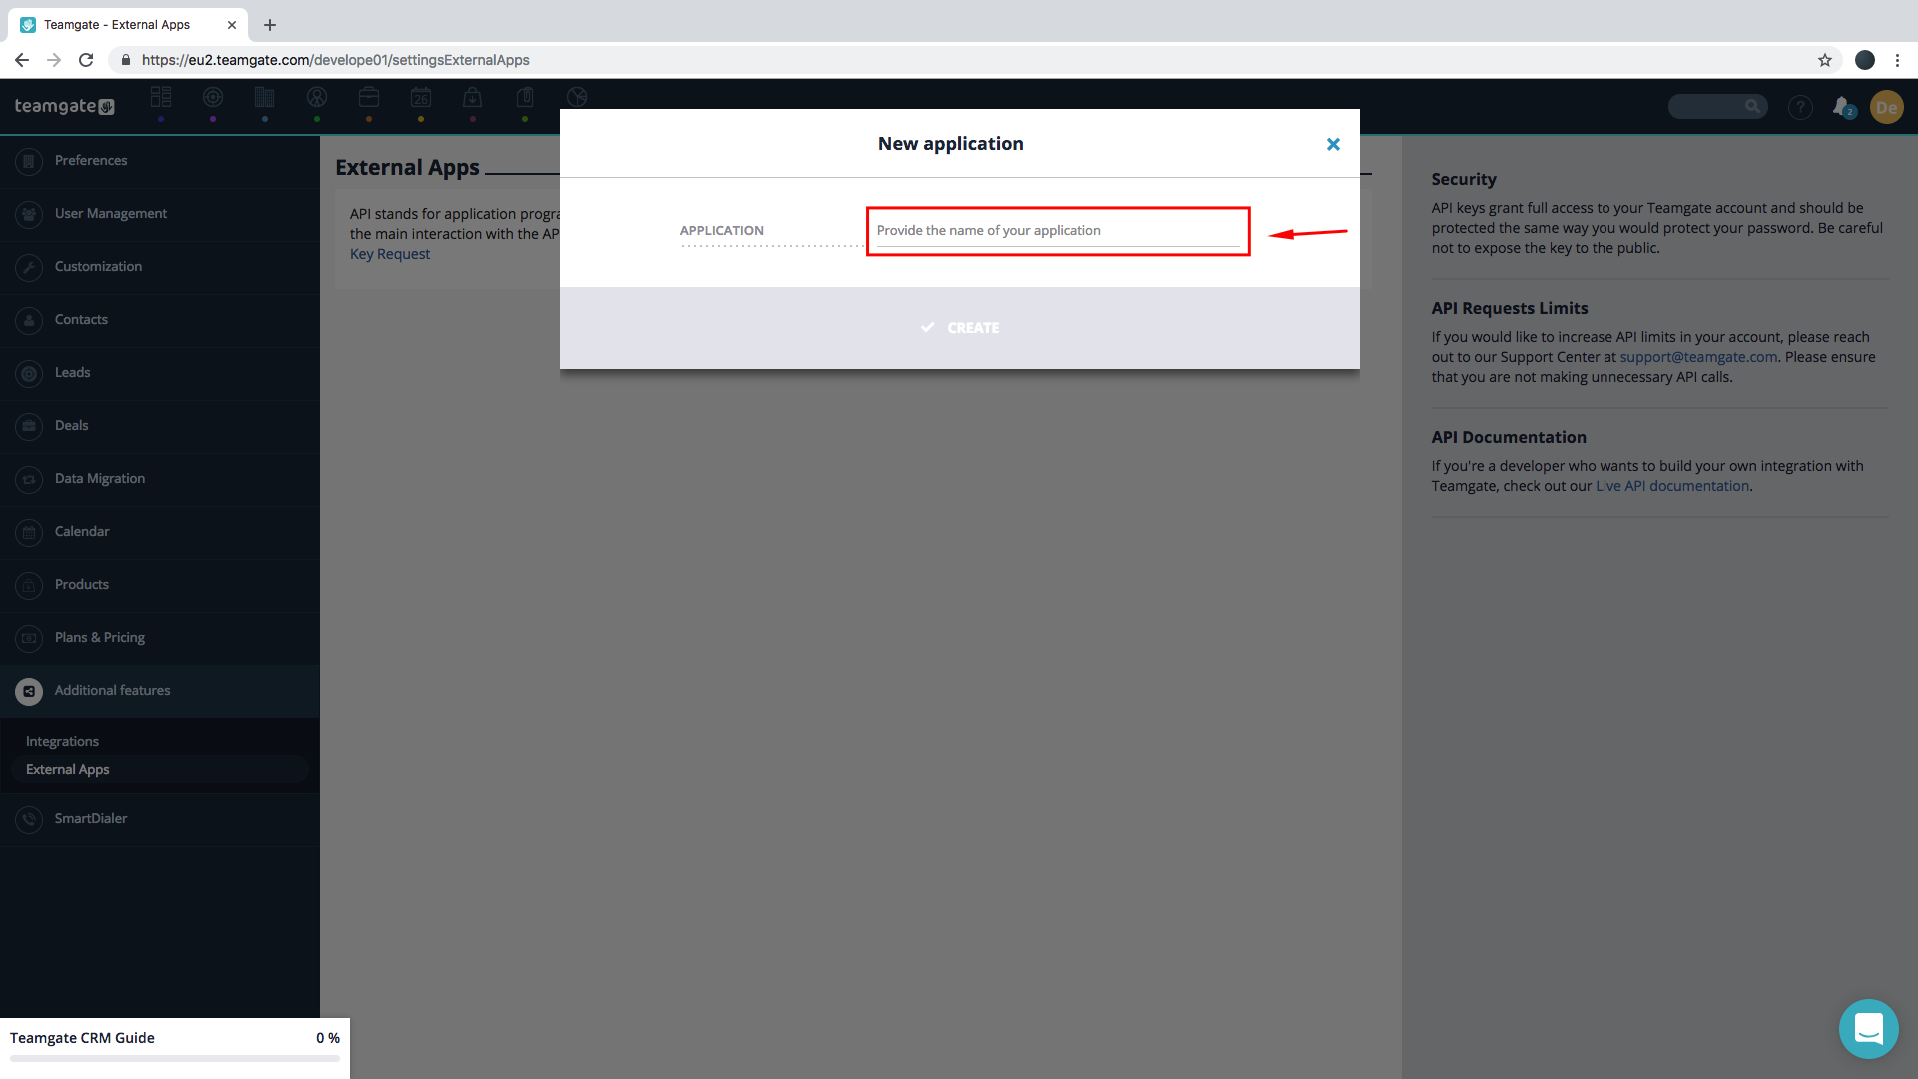 Teamgate - External Apps
https://eu2.teamgate.com/develope01/settingsExternalApps
teamgate
26
?
2
De
Preferences
User Management
Customization
Contacts
Leads
Deals
Data Migration
Calendar
Products
Plans & Pricing
Additional features
Integrations
External Apps
SmartDialer
Teamgate CRM Guide 0 %
External Apps
API stands for application progra
the main interaction with the AP
Key Request
New application
APPLICATION Provide the name of your application
CREATE
Security
API keys grant full access to your Teamgate account and should be
protected the same way you would protect your password. Be careful
not to expose the key to the public.
API Requests Limits
If you would like to increase API limits in your account, please reach
out to our Support Center at support@teamgate.com. Please ensure
that you are not making unnecessary API calls.
API Documentation
If you're a developer who wants to build your own integration with
Teamgate, check out our Live API documentation.